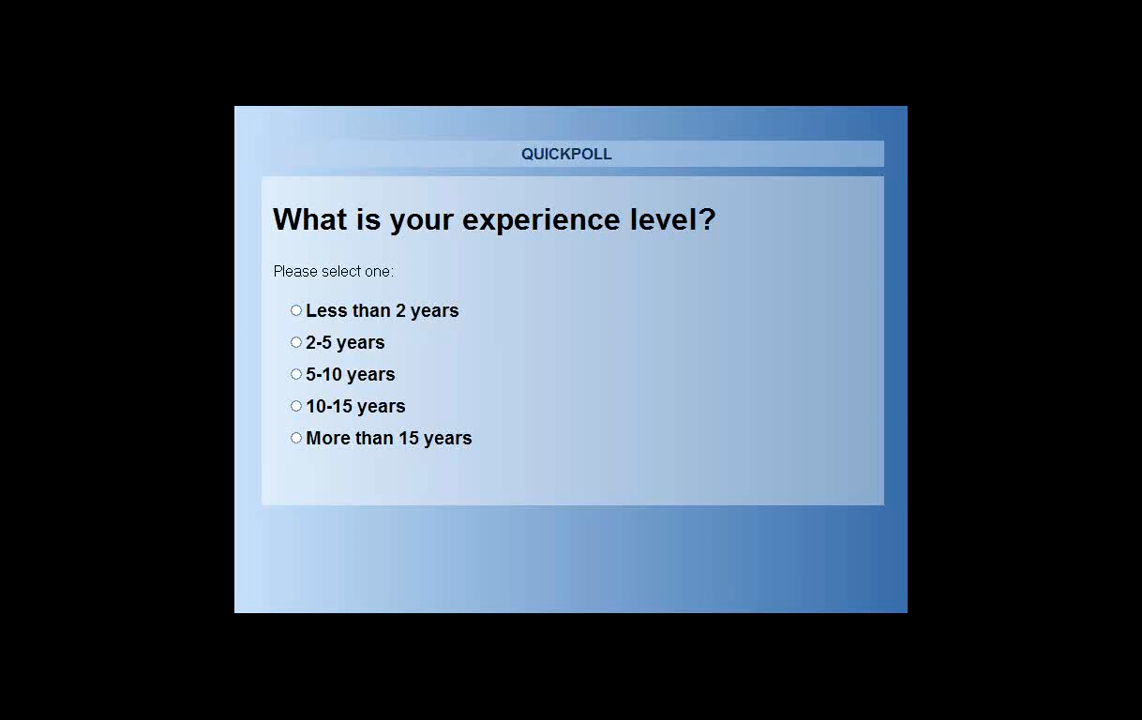 QUICKPOLL
What is your experience level?
Please select one:
Less than 2 years
2-5 years
5-10 years
10-15 years
More than 15 years